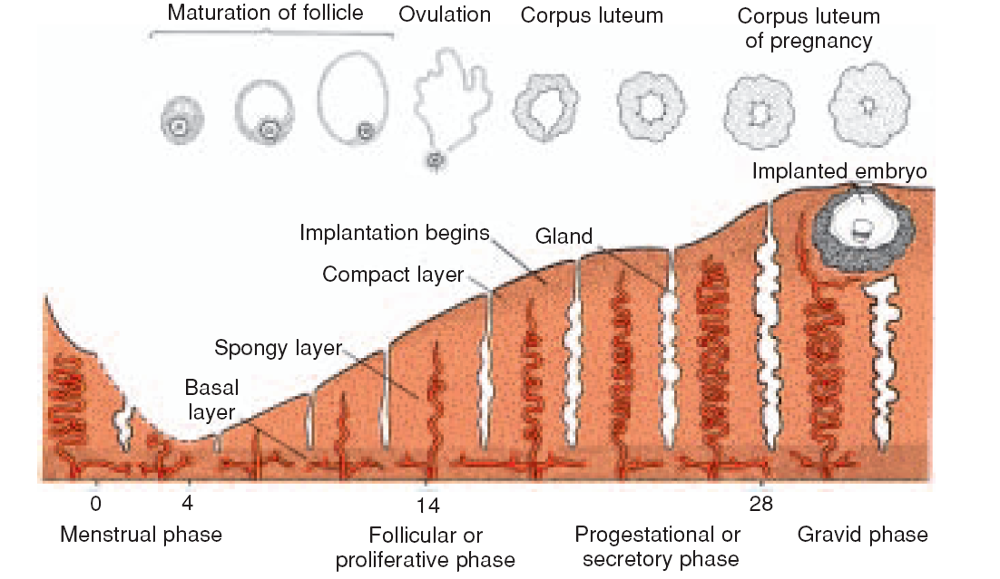 Maturation of follicle
Ovulation
Corpus luteum
Corpus luteum
of pregnancy
Implanted embryo
Implantation begins
Gland
Compact layer
Spongy layer
Basal
layer
0
4
14
28
Menstrual phase
Follicular or
proliferative phase
Progestational or
secretory phase
Gravid phase